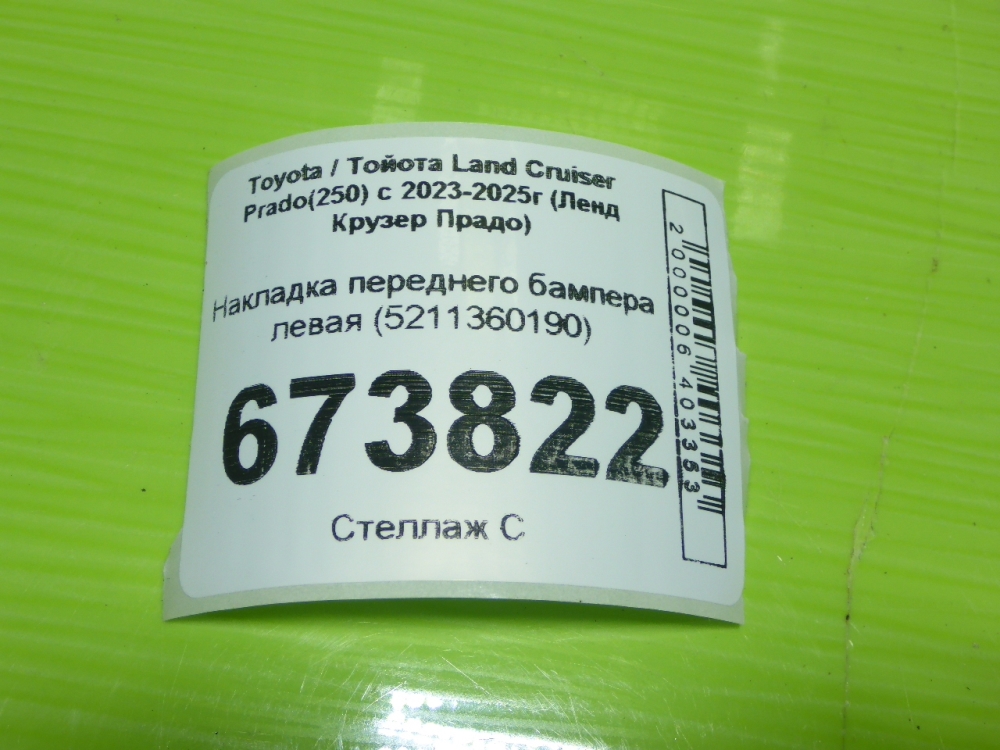 Toyota / Тойота Land Cruiser
Prado(250) с 2023-2025г (Ленд
Крузер Прадо)
Накладка переднего бампера
левая (5211360190)
673822
Стеллаж С
2000006403353